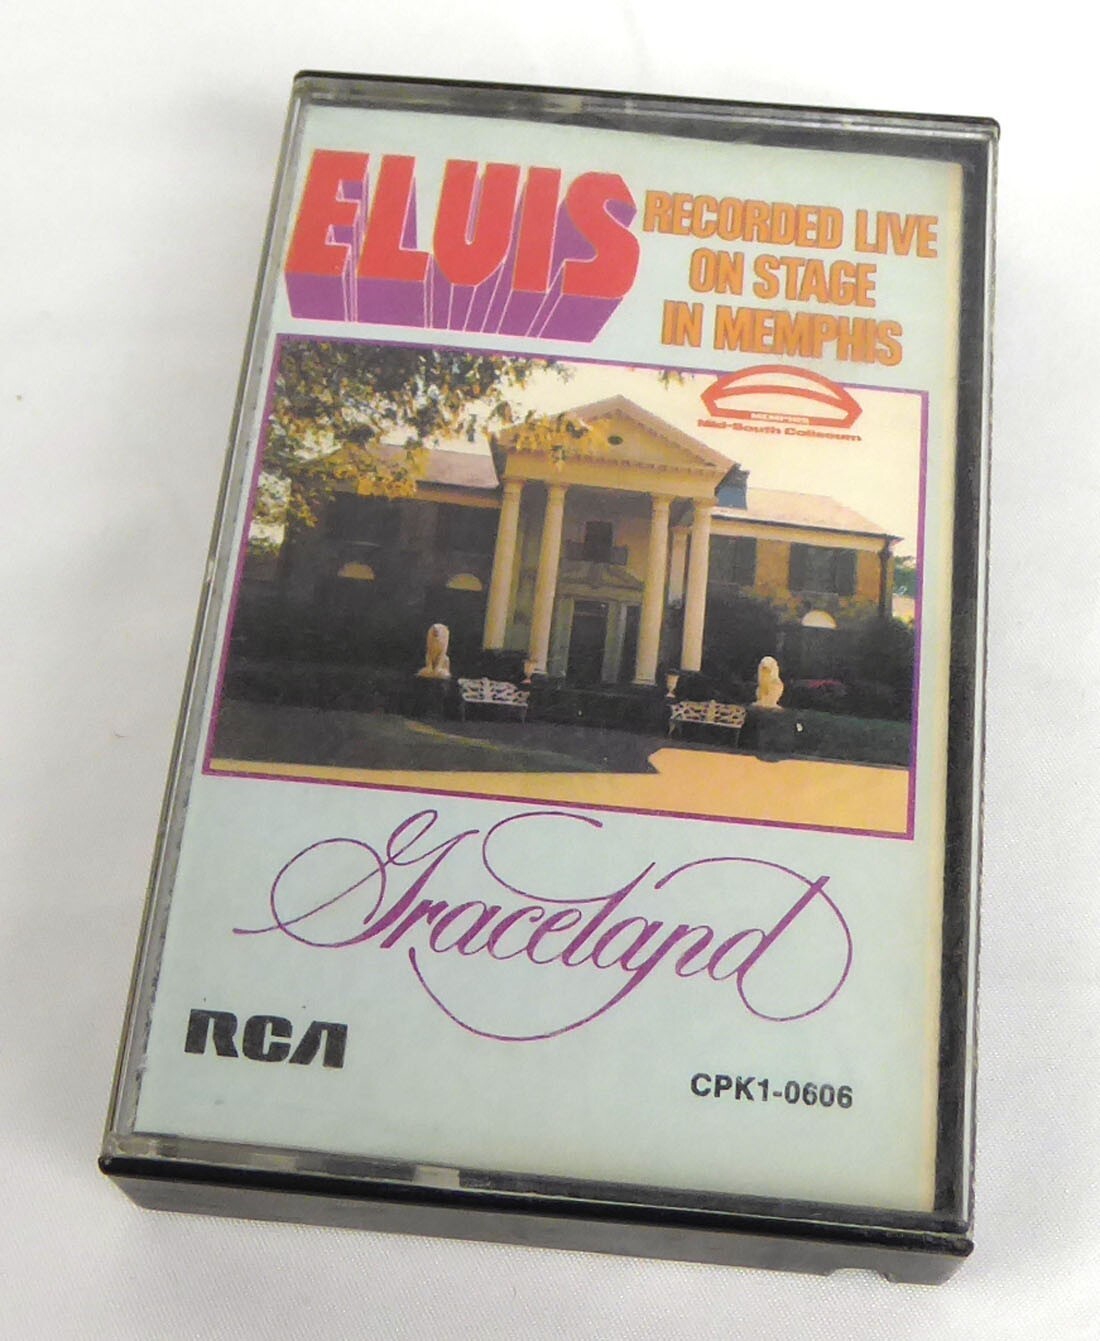 ELVIS
RECORDED LIVE
ON STAGE
IN MEMPHIS
MEMPHIS
Mid-South Coliseum
Graceland
RCA
CPK1-0606